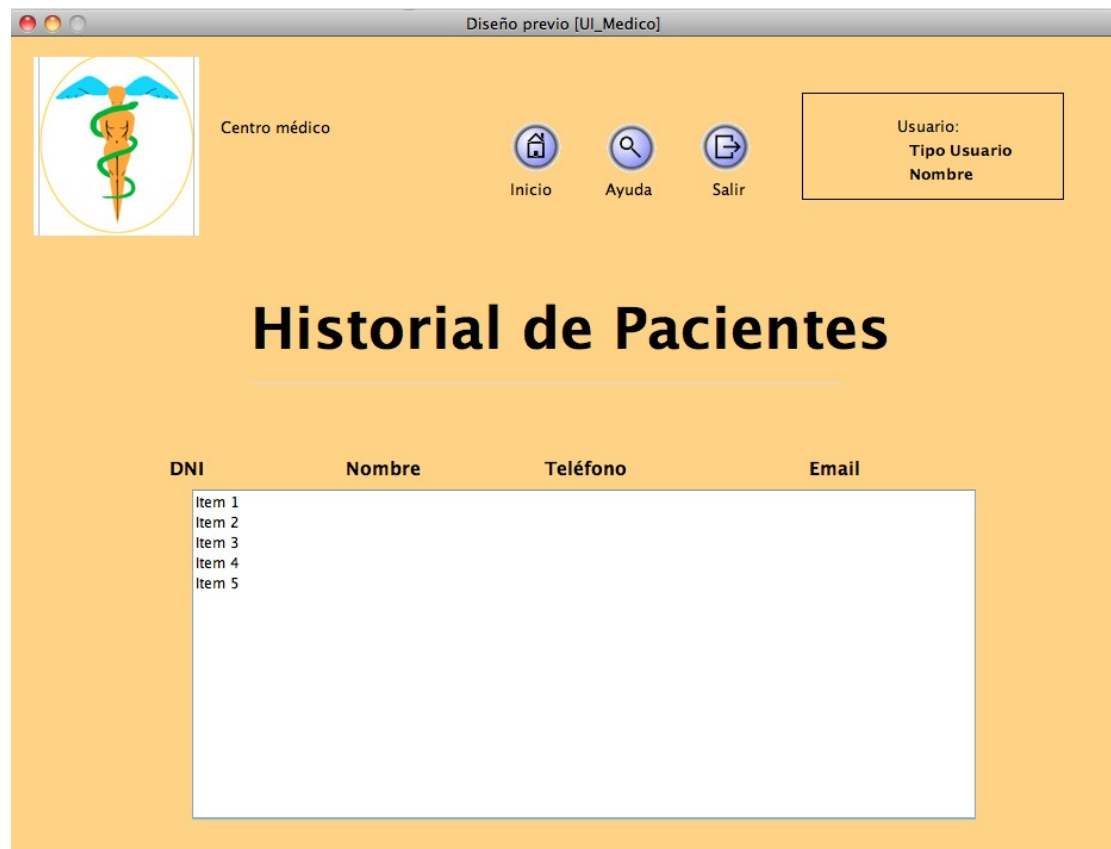 Diseño previo [UI_Medico]
Centro médico
Inicio
Ayuda
Salir
Usuario:
Tipo Usuario
Nombre
Historial de Pacientes
DNI Nombre Teléfono Email
Item 1
Item 2
Item 3
Item 4
Item 5